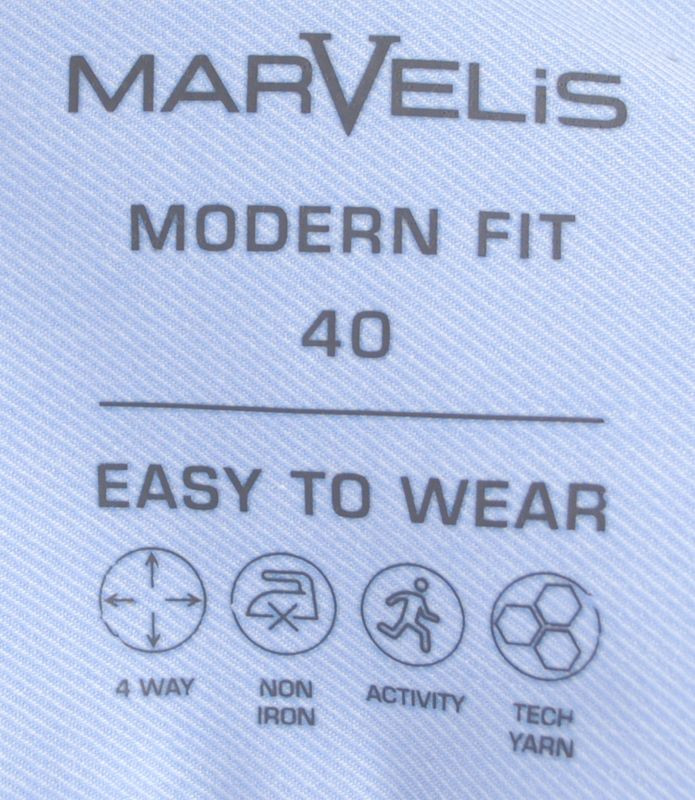 MARVELiS
MODERN FIT
40
EASY TO WEAR
4 WAY
NON
IRON
ACTIVITY
TECH
YARN